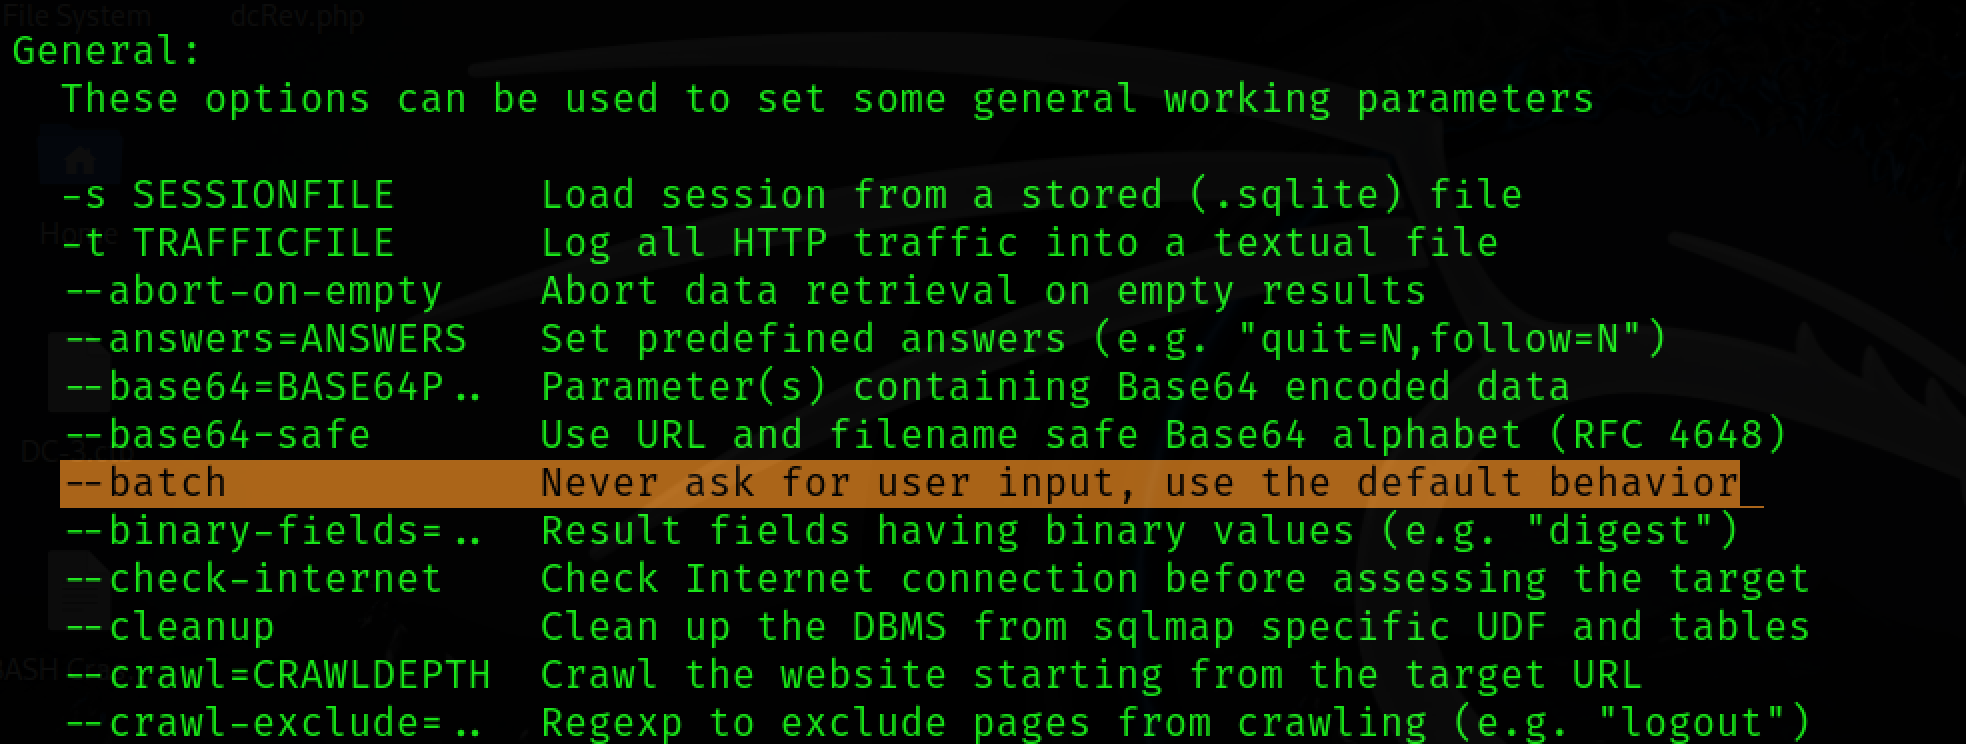 File System dcRev.php
General:
These options can be used to set some general working parameters
-s SESSIONFILE Load session from a stored (.sqlite) file
Home
-t TRAFFICFILE Log all HTTP traffic into a textual file
--abort-on-empty Abort data retrieval on empty results
--answers=ANSWERS Set predefined answers (e.g. "quit=N,follow=N")
--base64=BASE64P.. Parameter(s) containing Base64 encoded data
--base64-safe Use URL and filename safe Base64 alphabet (RFC 4648)
--batch Never ask for user input, use the default behavior
--binary-fields=.. Result fields having binary values (e.g. "digest")
--check-internet Check Internet connection before assessing the target
--cleanup Clean up the DBMS from sqlmap specific UDF and tables
--crawl=CRAWLDEPTH Crawl the website starting from the target URL
--crawl-exclude=.. Regexp to exclude pages from crawling (e.g. "logout")